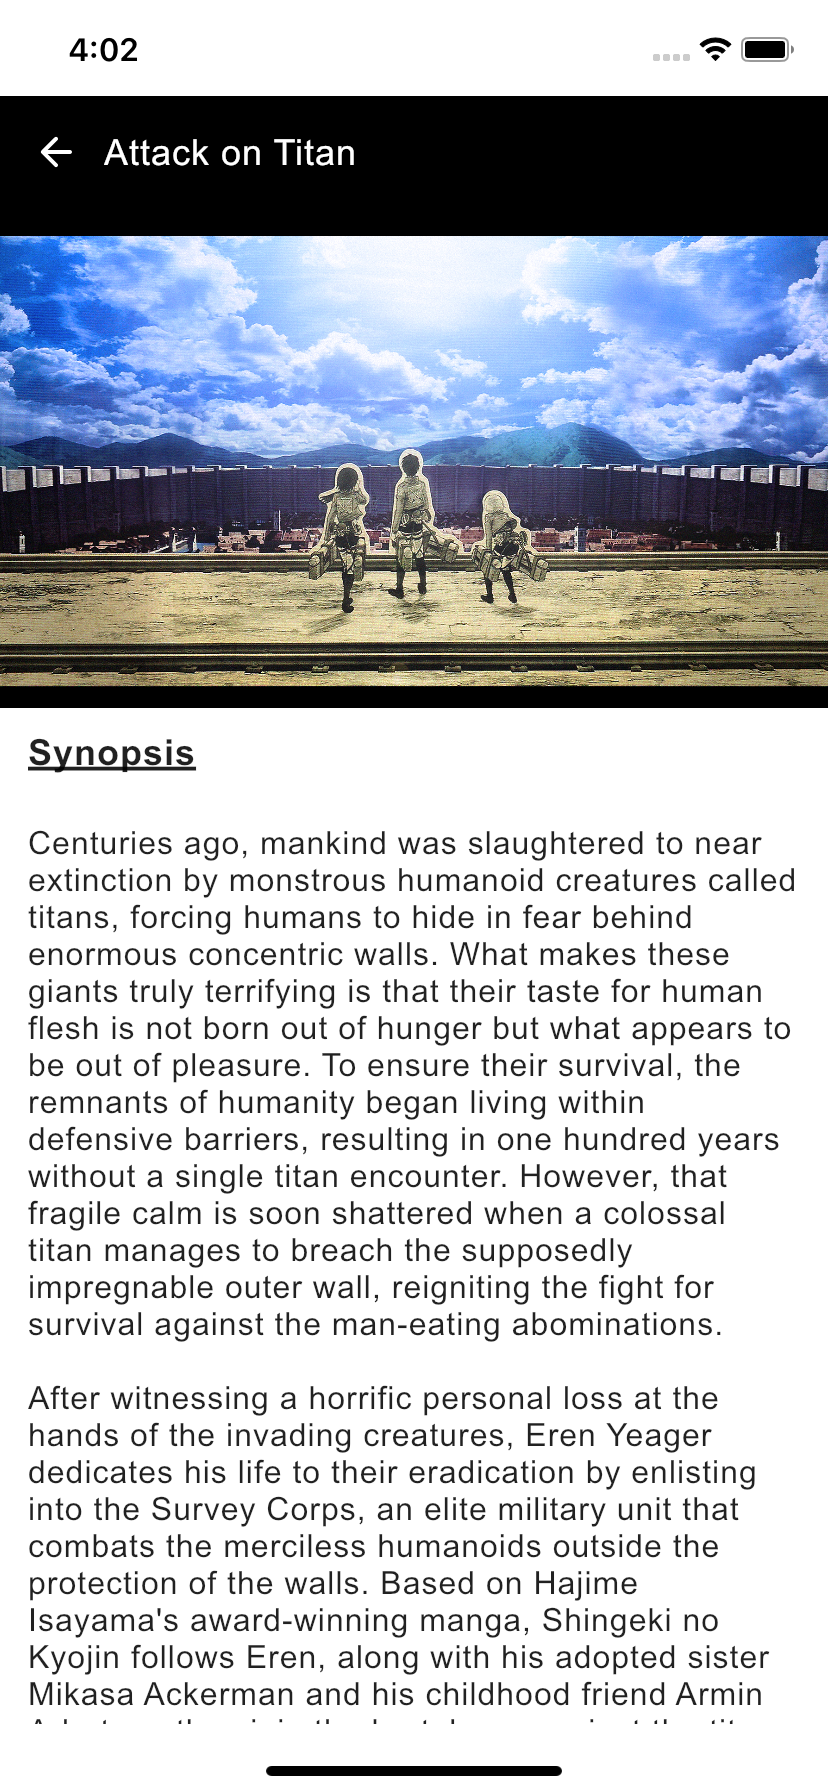 4:02
Attack on Titan
Synopsis
Centuries ago, mankind was slaughtered to near
extinction by monstrous humanoid creatures called
titans, forcing humans to hide in fear behind
enormous concentric walls. What makes these
giants truly terrifying is that their taste for human
flesh is not born out of hunger but what appears to
be out of pleasure. To ensure their survival, the
remnants of humanity began living within
defensive barriers, resulting in one hundred years
without a single titan encounter. However, that
fragile calm is soon shattered when a colossal
titan manages to breach the supposedly
impregnable outer wall, reigniting the fight for
survival against the man-eating abominations.
After witnessing a horrific personal loss at the
hands of the invading creatures, Eren Yeager
dedicates his life to their eradication by enlisting
into the Survey Corps, an elite military unit that
combats the merciless humanoids outside the
protection of the walls. Based on Hajime
Isayama's award-winning manga, Shingeki no
Kyojin follows Eren, along with his adopted sister
Mikasa Ackerman and his childhood friend Armin